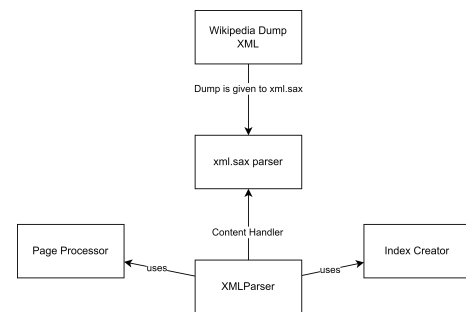 Wikipedia Dump
XML
Dump is given to xml.sax
xml.sax parser
Content Handler
Page Processor
Index Creator
uses
uses
XMLParser